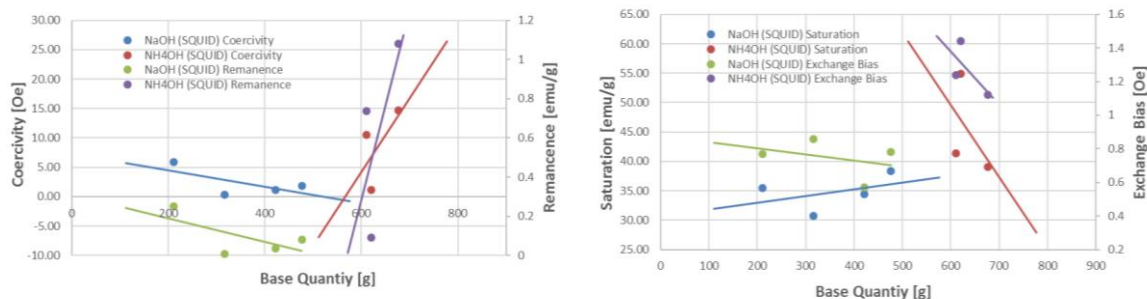 30.00
25.00
20.00
15.00
10.00
5.00
0.00
-5.00
-10.00
Coercivity [Oe]
NaOH (SQUID) Coercivity
NH4OH (SQUID) Coercivity
NaOH (SQUID) Remanence
NH4OH (SQUID) Remanence
0 200 400 600 800
Base Quantiy [g]
1.2
1
0.8
0.6
0.4
0.2
0
Remancence [emu/g]
65.00
60.00
55.00
50.00
45.00
40.00
35.00
30.00
25.00
Saturation [emu/g]
NaOH (SQUID) Saturation
NH4OH (SQUID) Saturation
NaOH (SQUID) Exchange Bias
NH4OH (SQUID) Exchange Bias
0 100 200 300 400 500 600 700 800 900
Base Quantiy [g]
1.6
1.4
1.2
1
0.8
0.6
0.4
0.2
Exchange Bias [Oe]